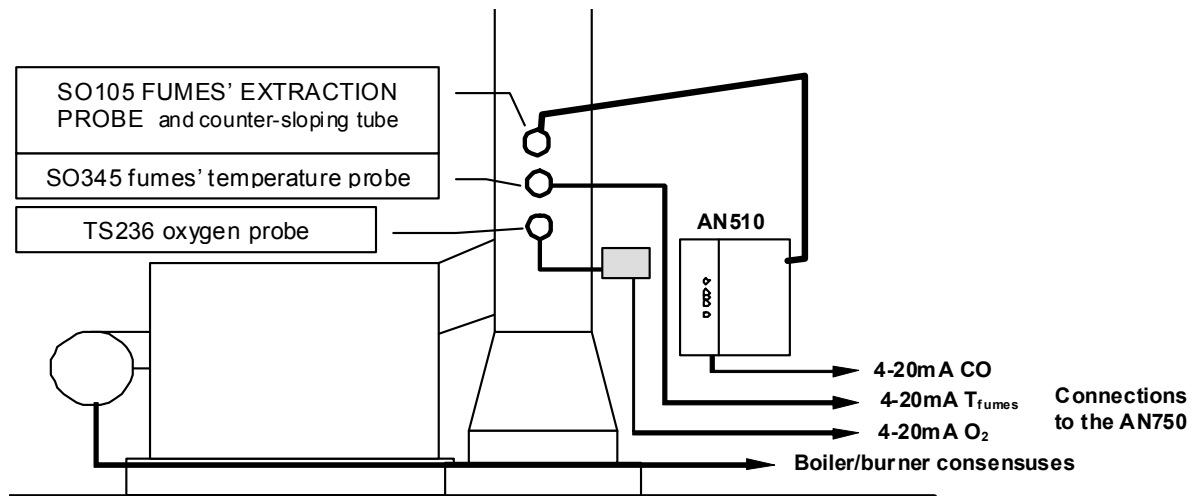 SO105 FUMES' EXTRACTION
PROBE and counter-sloping tube
SO345 fumes' temperature probe
TS236 oxygen probe
AN510
4-20mA CO
4-20mA Tfumes
4-20mA O2
Connections
to the AN750
Boiler/burner consensuses